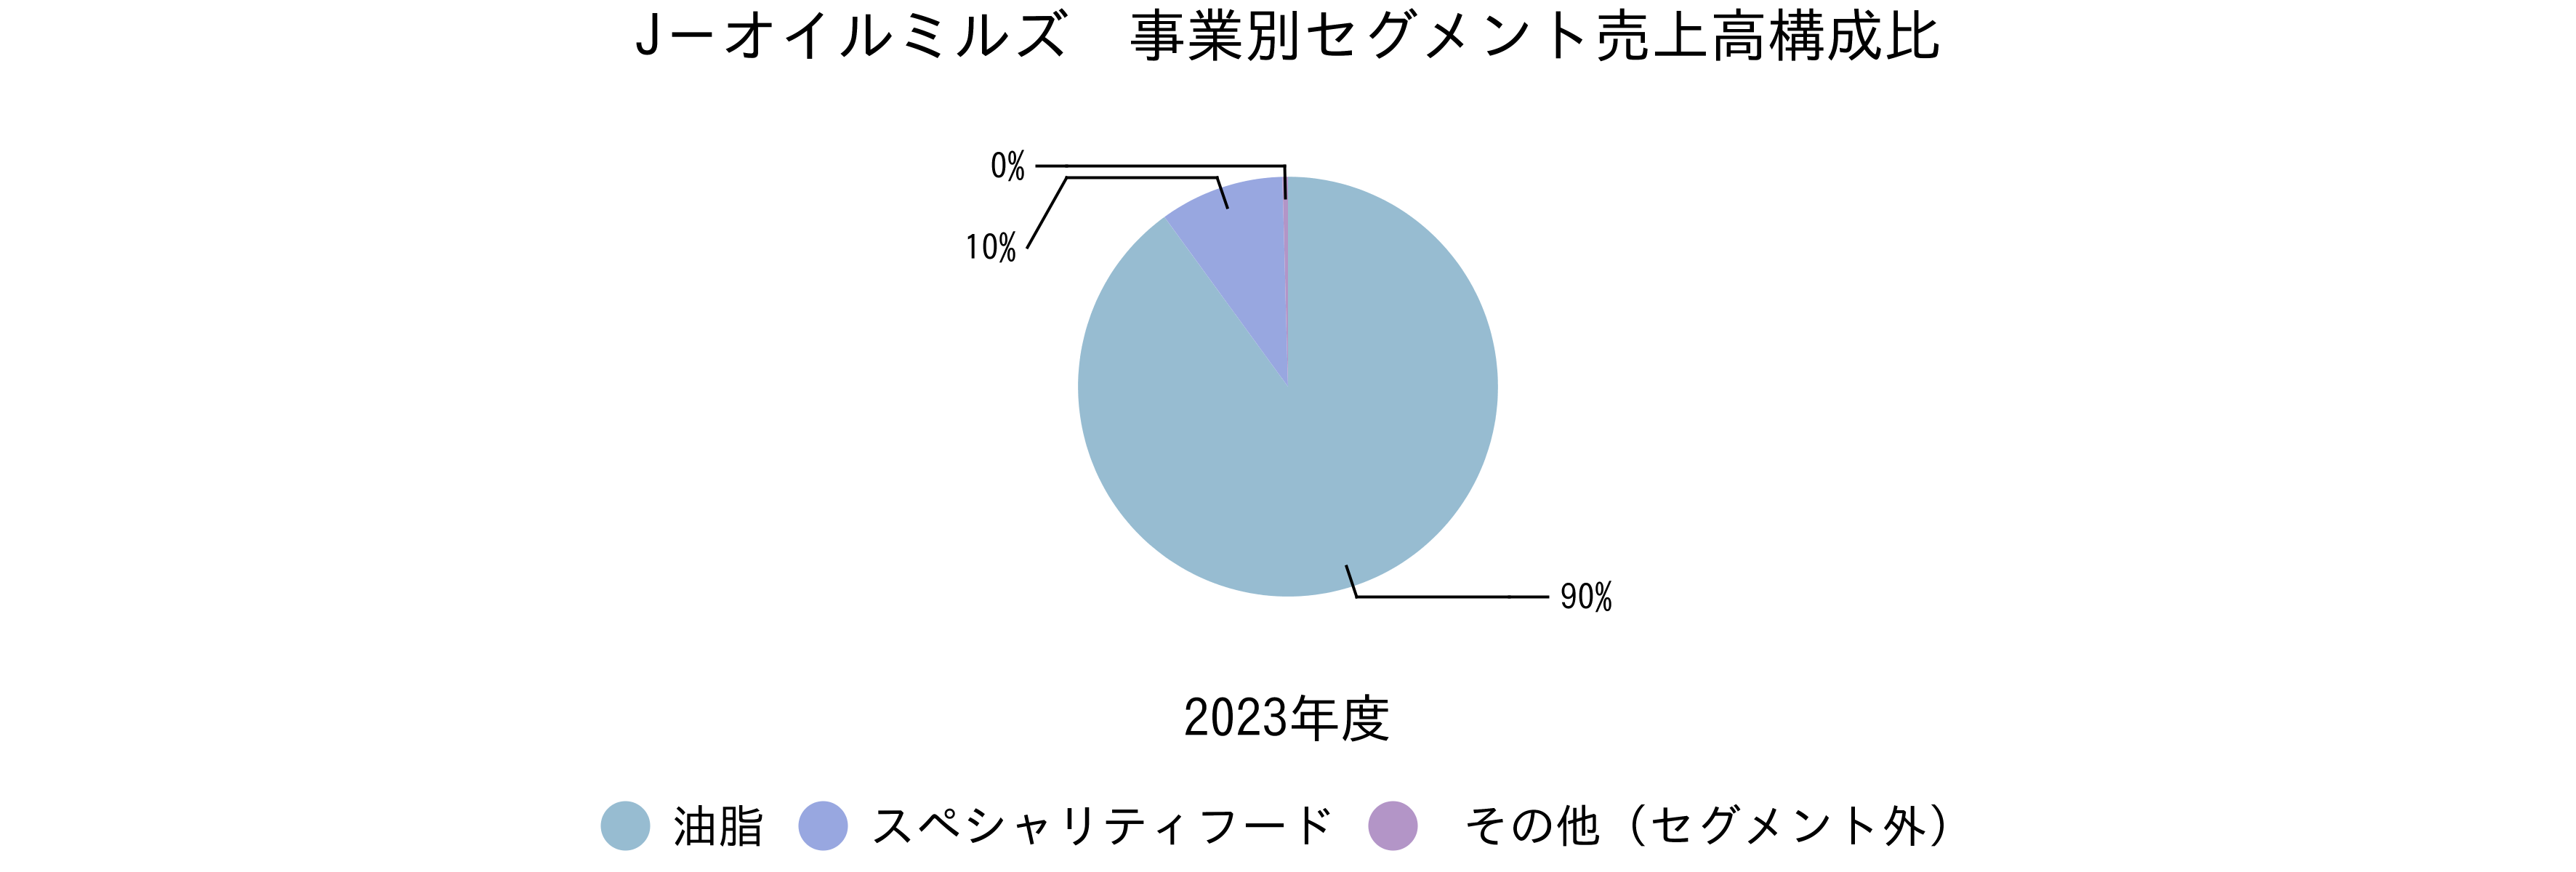 Jーオイルミルズ　事業別セグメント売上高構成比
0%
10%
90%
2023年度
油脂 スペシャリティフード その他（セグメント外）